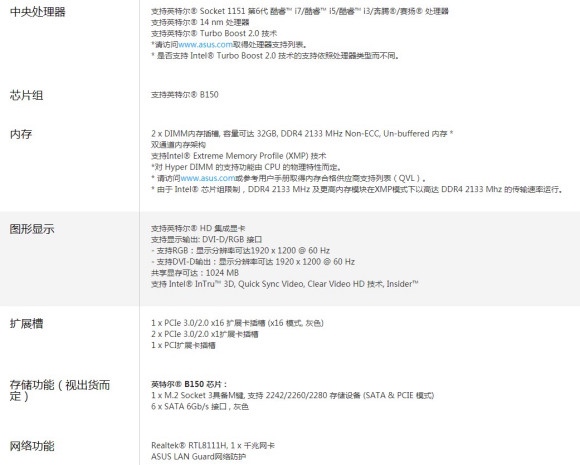 中央处理器
支持英特尔® Socket 1151 第6代 酷睿™ i7/酷睿™ i5/酷睿™ i3/奔腾®/赛扬® 处理器
支持英特尔® 14 nm 处理器
支持英特尔® Turbo Boost 2.0 技术
*请访问www.asus.com取得处理器支持列表。
* 是否支持 Intel® Turbo Boost 2.0 技术的支持依照处理器类型而不同。
芯片组
支持英特尔® B150
内存
2 x DIMM内存插槽, 容量可达 32GB, DDR4 2133 MHz Non-ECC, Un-buffered 内存 *
双通道内存架构
支持Intel® Extreme Memory Profile (XMP) 技术
*对 Hyper DIMM 的支持功能由 CPU 的物理特性而定。
* 请访问www.asus.com或参考用户手册取得内存合格供应商支持列表（QVL）。
* 由于 Intel® 芯片组限制 , DDR4 2133 MHz 及更高内存模块在XMP模式下以高达 DDR4 2133 Mhz 的传输速率运行。
图形显示
支持英特尔® HD 集成显卡
支持显示输出: DVI-D/RGB 接口
- 支持RGB：显示分辨率可达1920 x 1200 @ 60 Hz
- 支持DVI-D输出：显示分辨率可达 1920 x 1200 @ 60 Hz
共享显存可达：1024 MB
支持 Intel® InTru™ 3D, Quick Sync Video, Clear Video HD 技术, Insider™
扩展槽
1 x PCIe 3.0/2.0 x16 扩展卡插槽 (x16 模式, 灰色)
2 x PCIe 3.0/2.0 x1扩展卡插槽
1 x PCI扩展卡插槽
存储功能（视出货而定）
英特尔® B150 芯片：
1 x M.2 Socket 3具备M键, 支持 2242/2260/2280 存储设备 (SATA & PCIE 模式)
6 x SATA 6Gb/s 接口 , 灰色
网络功能
Realtek® RTL8111H, 1 x 千兆网卡
ASUS LAN Guard网络防护